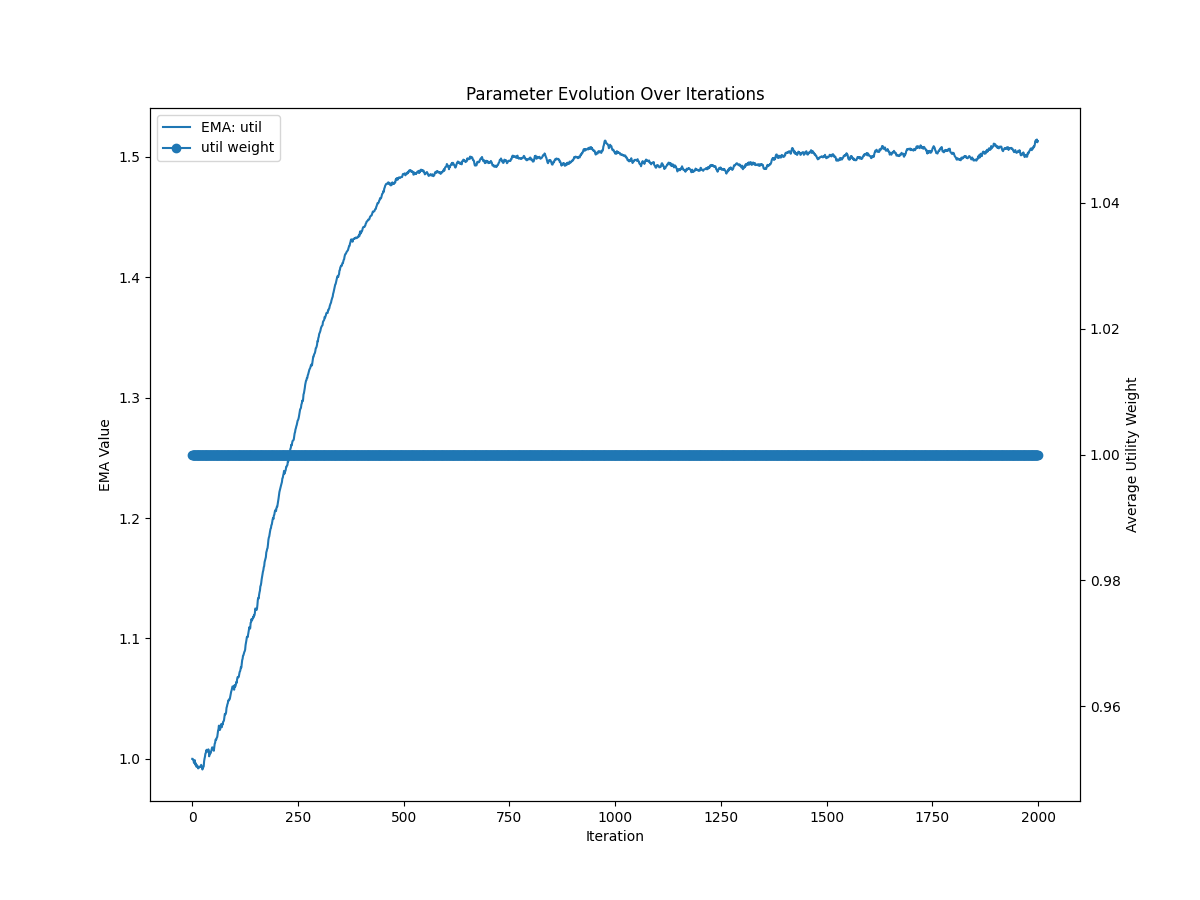 Parameter Evolution Over Iterations
EMA: util
util weight
1.5
1.4
1.3
1.2
1.1
1.0
EMA Value
1.04
1.02
1.00
0.98
0.96
Average Utility Weight
0 250 500 750 1000 1250 1500 1750 2000
Iteration